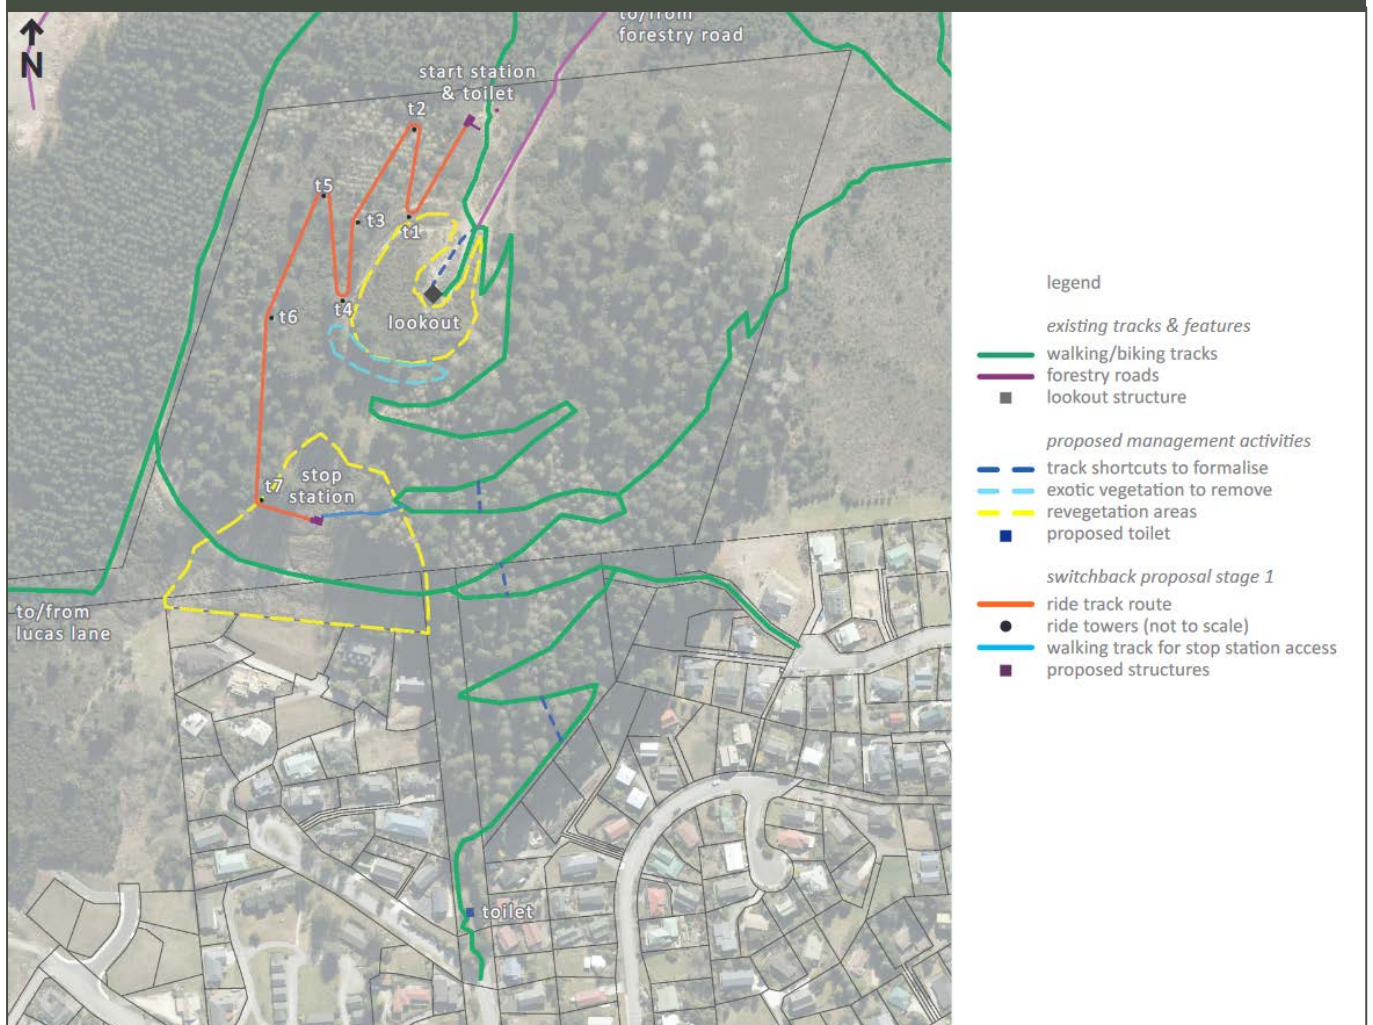 to/from
forestry road
N
start station
& toilet
t2
t5
t3
t1
t4
t6
lookout
stop
station
t7
to/from
lucas lane
toilet
legend
existing tracks & features
walking/biking tracks
forestry roads
lookout structure
proposed management activities
track shortcuts to formalise
exotic vegetation to remove
revegetation areas
proposed toilet
switchback proposal stage 1
ride track route
ride towers (not to scale)
walking track for stop station access
proposed structures